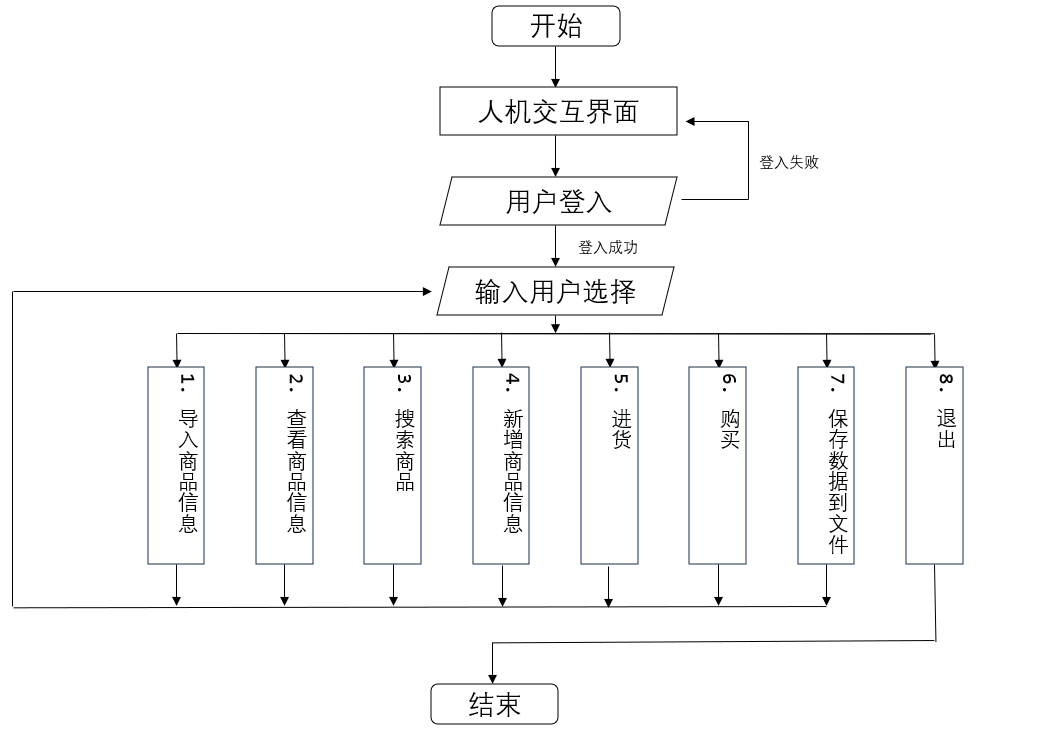 开始
人机交互界面
登入失败
用户登入
登入成功
输入用户选择
1. 导入商品信息
2. 查看商品信息
3. 搜索商品
4. 新增商品信息
5. 进货
6. 购买
7. 保存数据到文件
8. 退出
结束